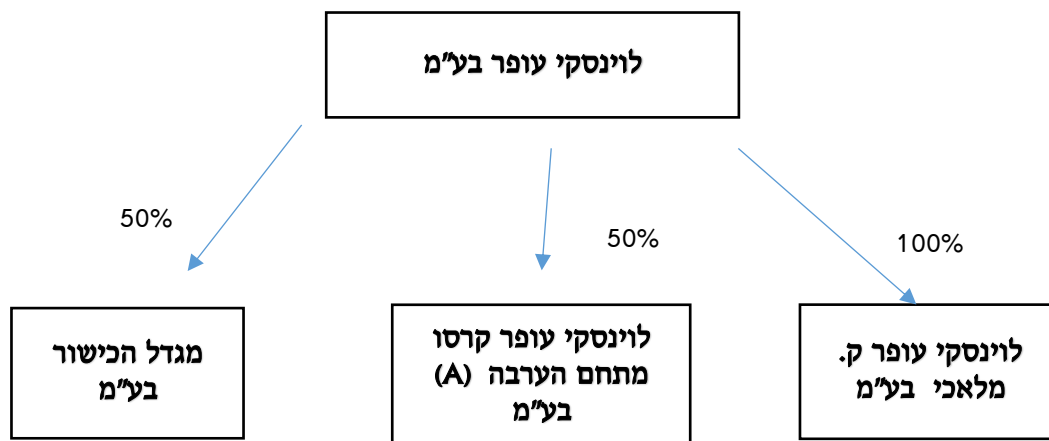 לוינסקי עופר בע"מ
50%
50%
100%
לוינסקי עופר ק.
מלאכי בע"מ
לוינסקי עופר קרסו
מתחם הערבה (A)
בע"מ
מגדל הכישור
בע"מ